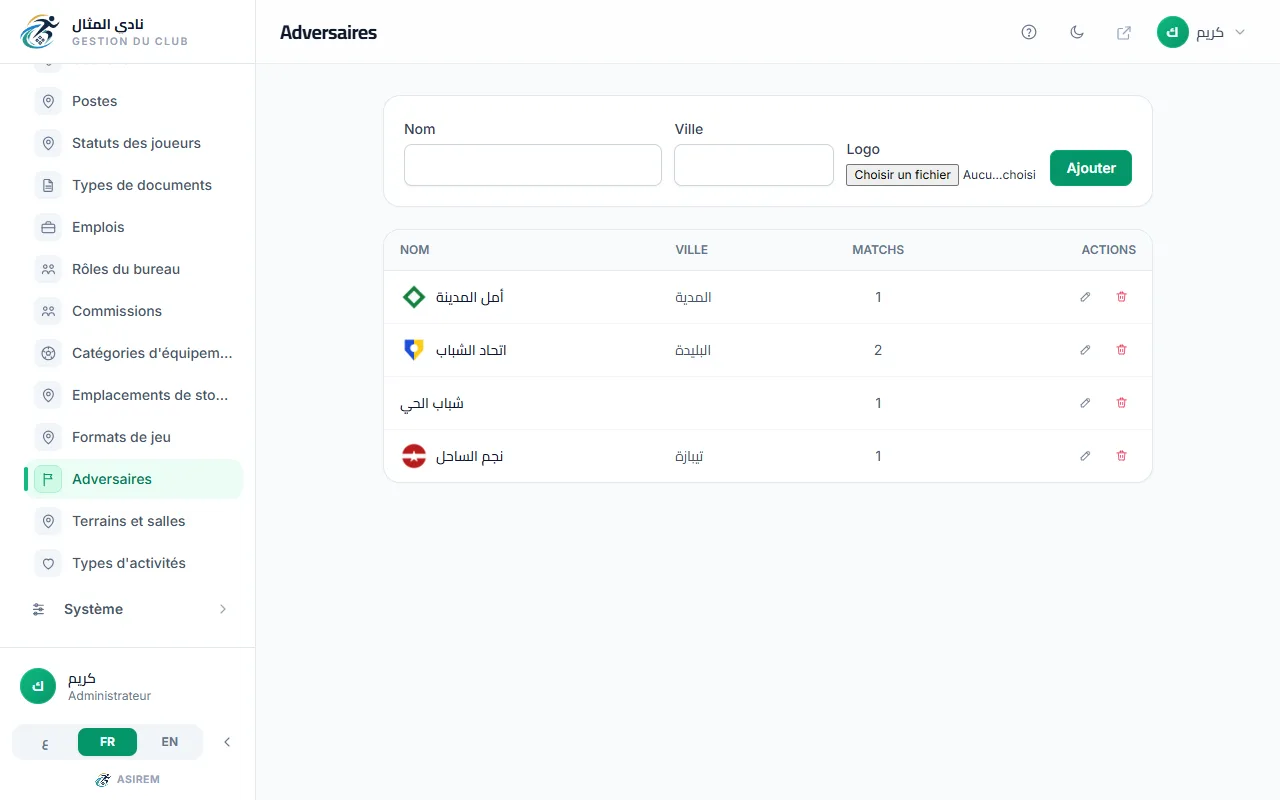 نادي المثال
GESTION DU CLUB
Adversaires
كريم
Postes
Statuts des joueurs
Types de documents
Emplois
Rôles du bureau
Commissions
Catégories d'équipem...
Emplacements de sto...
Formats de jeu
Adversaires
Terrains et salles
Types d'activités
Système
كريم
Administrateur
ع FR EN
ASIREM
Nom
Ville
Logo
Choisir un fichier Aucu...choisi
Ajouter
NOM VILLE MATCHS ACTIONS
أمل المدينة المدية 1
اتحاد الشباب البليدة 2
شباب الحي 1
نجم الساحل تيبازة 1